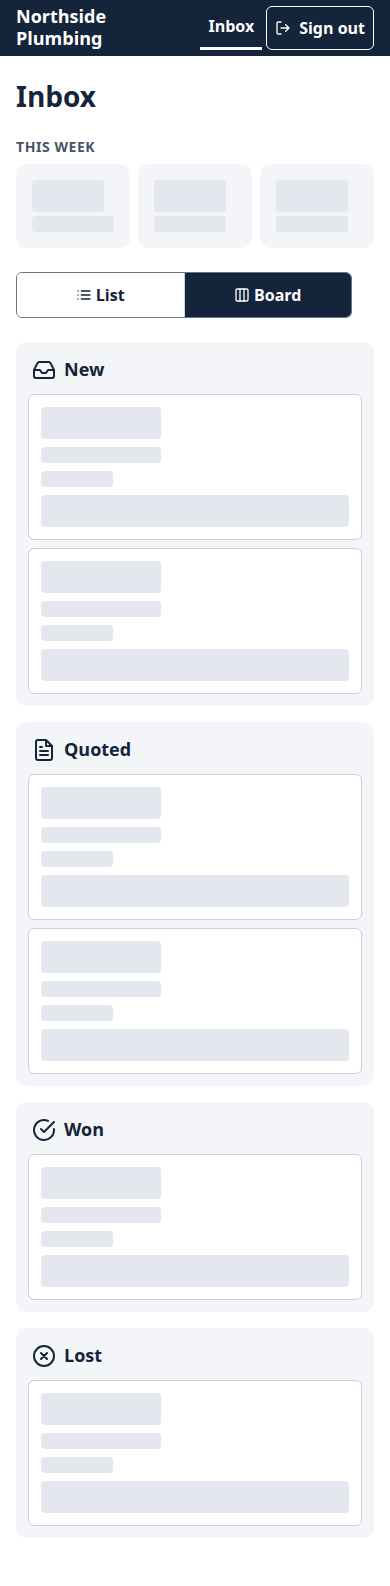 Northside
Plumbing
Inbox
Sign out
Inbox
THIS WEEK
List
Board
New
Quoted
Won
Lost